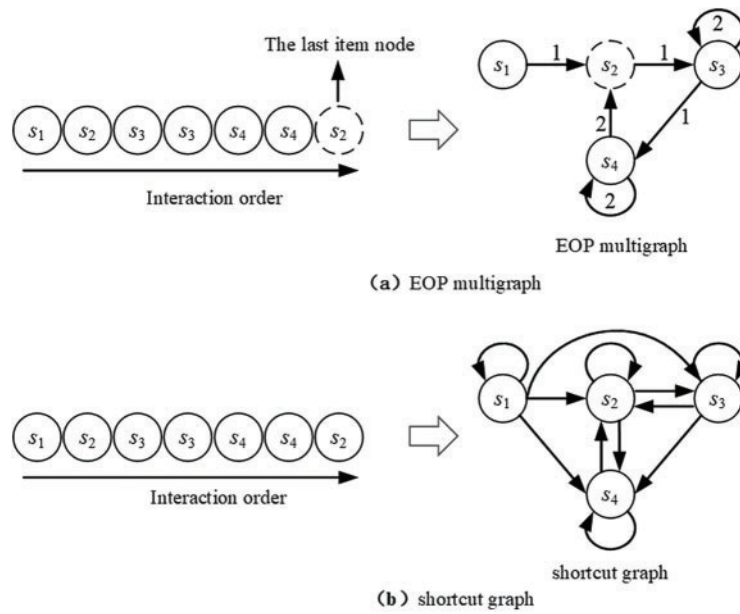 The last item node
s1 s2 s3 s3 s4 s4 s2
Interaction order
s1 1 s2 1 s3 2
2 1
s4
2
EOP multigraph
(a) EOP multigraph
s1 s2 s3 s3 s4 s4 s2
Interaction order
s1 s2 s3
s4
shortcut graph
(b) shortcut graph